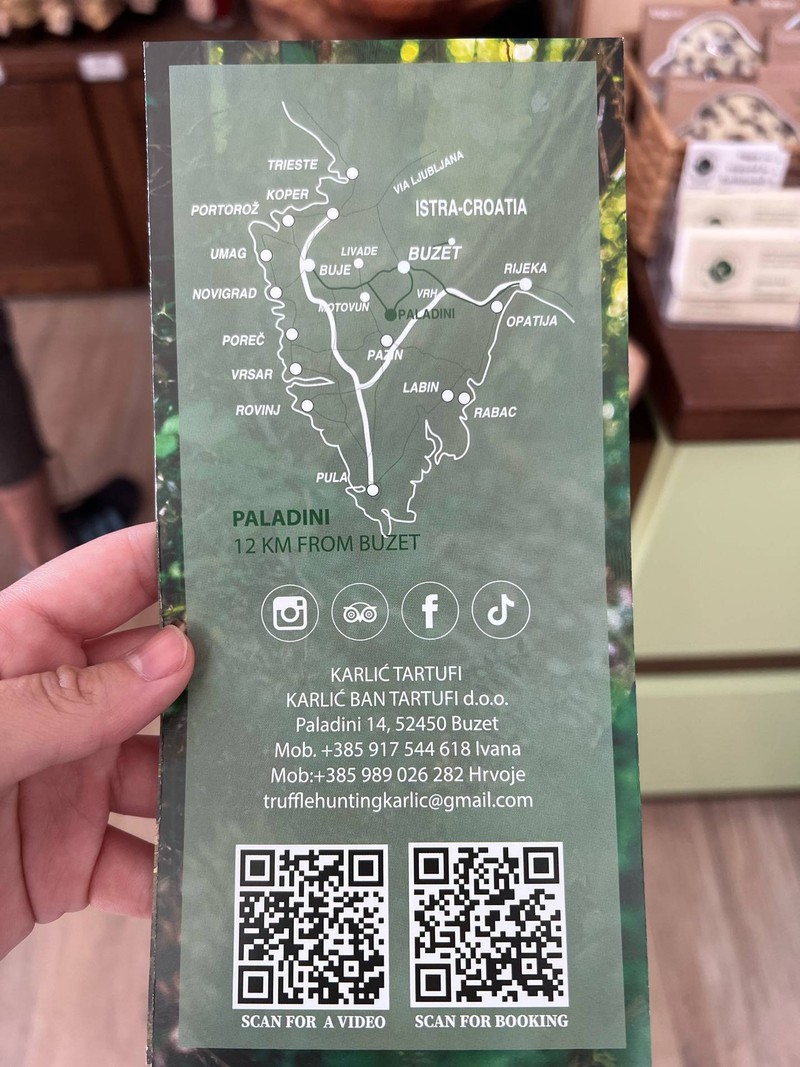 TRIESTE
VIA LJUBLJANA
KOPER
PORTOROŽ
ISTRA-CROATIA
UMAG
LIVADE
BUZET
BUJE
RIJEKA
NOVIGRAD
VRH
MOTOVUN
PALADINI
OPATIJA
POREČ
PAZIN
VRSAR
LABIN
ROVINJ
RABAC
PULA
PALADINI
12 KM FROM BUZET
KARLIĆ TARTUFI
KARLIĆ BAN TARTUFI d.o.o.
Paladini 14, 52450 Buzet
Mob. +385 917 544 618 Ivana
Mob:+385 989 026 282 Hrvoje
trufflehuntingkarlic@gmail.com
SCAN FOR A VIDEO
SCAN FOR BOOKING